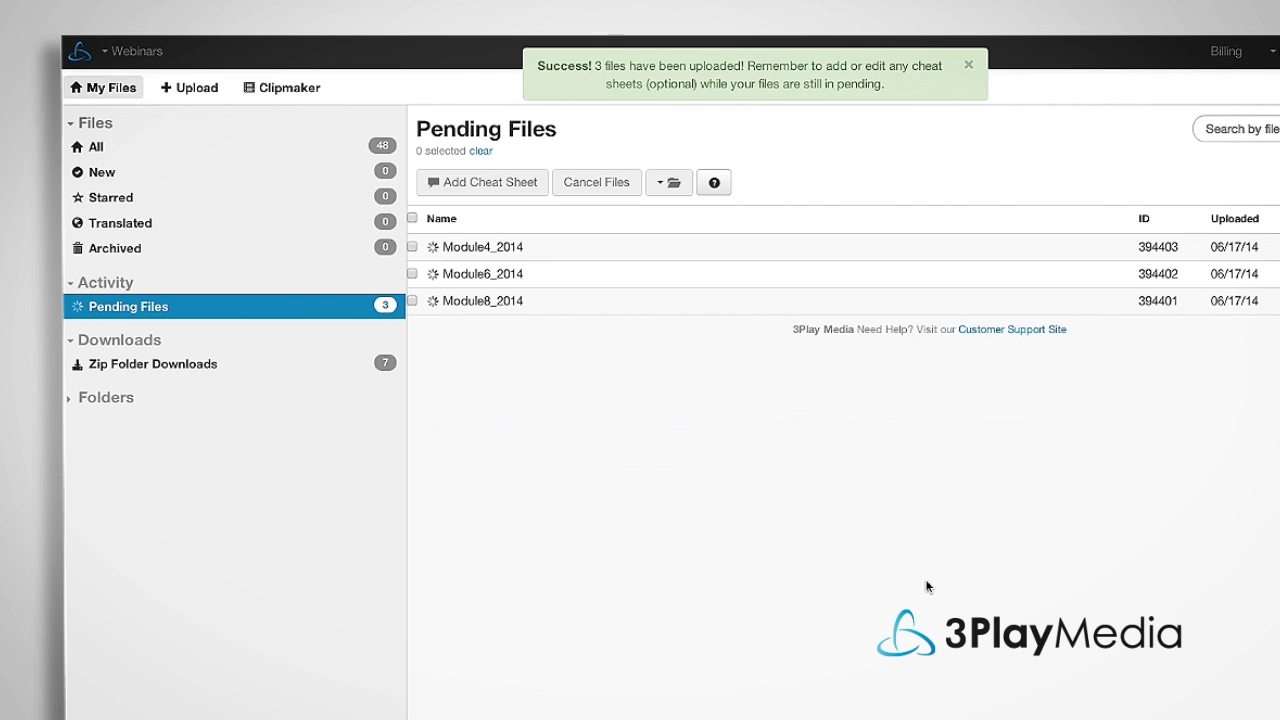 Webinars
Billing
Success! 3 files have been uploaded! Remember to add or edit any cheat
sheets (optional) while your files are still in pending.
×
My Files
Upload
Clipmaker
Files
All 48
New 0
Starred 0
Translated 0
Archived 0
Activity
Pending Files 3
Downloads
Zip Folder Downloads 7
Folders
Pending Files
0 selected clear
Add Cheat Sheet
Cancel Files
Search by file
Name ID Uploaded
Module4_2014 394403 06/17/14
Module6_2014 394402 06/17/14
Module8_2014 394401 06/17/14
3Play Media Need Help? Visit our Customer Support Site
3PlayMedia